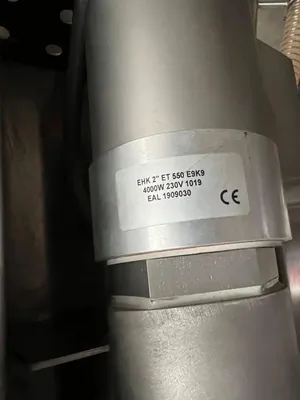 EHK 2" ET 550 E9K9
4000W 230V 1019
EAL 1909030
CE